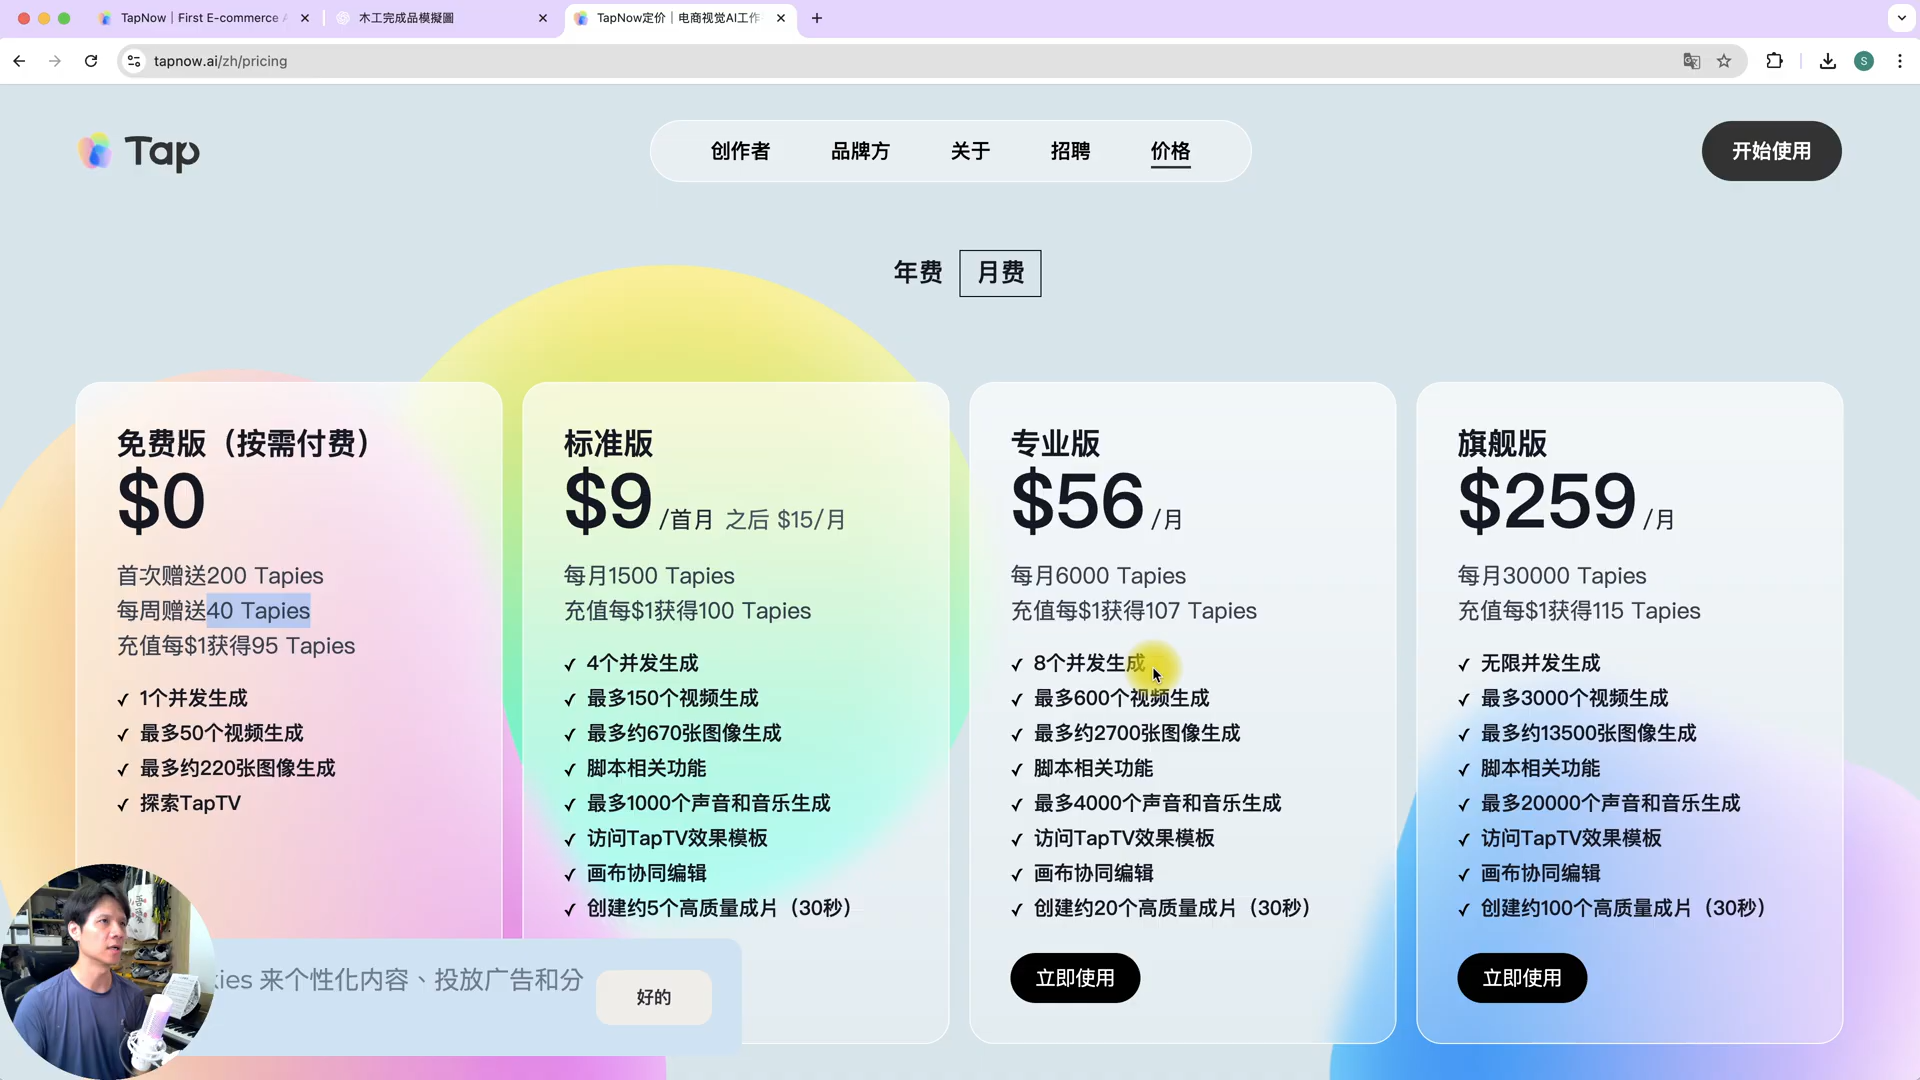 TapNow | First E-commerce
木工完成品模擬圖
TapNow定价 | 电商视觉AI工作
tapnow.ai/zh/pricing
S
Tap
创作者
品牌方
关于
招聘
价格
开始使用
年费
月费
免费版（按需付费）
$0
首次赠送200 Tapies
每周赠送40 Tapies
充值每$1获得95 Tapies
✓ 1个并发生成
✓ 最多50个视频生成
✓ 最多约220张图像生成
✓ 探索TapTV
标准版
$9 /首月 之后 $15/月
每月1500 Tapies
充值每$1获得100 Tapies
✓ 4个并发生成
✓ 最多150个视频生成
✓ 最多约670张图像生成
✓ 脚本相关功能
✓ 最多1000个声音和音乐生成
✓ 访问TapTV效果模板
✓ 画布协同编辑
✓ 创建约5个高质量成片（30秒）
专业版
$56 /月
每月6000 Tapies
充值每$1获得107 Tapies
✓ 8个并发生成
✓ 最多600个视频生成
✓ 最多约2700张图像生成
✓ 脚本相关功能
✓ 最多4000个声音和音乐生成
✓ 访问TapTV效果模板
✓ 画布协同编辑
✓ 创建约20个高质量成片（30秒）
立即使用
旗舰版
$259 /月
每月30000 Tapies
充值每$1获得115 Tapies
✓ 无限并发生成
✓ 最多3000个视频生成
✓ 最多约13500张图像生成
✓ 脚本相关功能
✓ 最多20000个声音和音乐生成
✓ 访问TapTV效果模板
✓ 画布协同编辑
✓ 创建约100个高质量成片（30秒）
立即使用
kies 来个性化内容、投放广告和分
好的